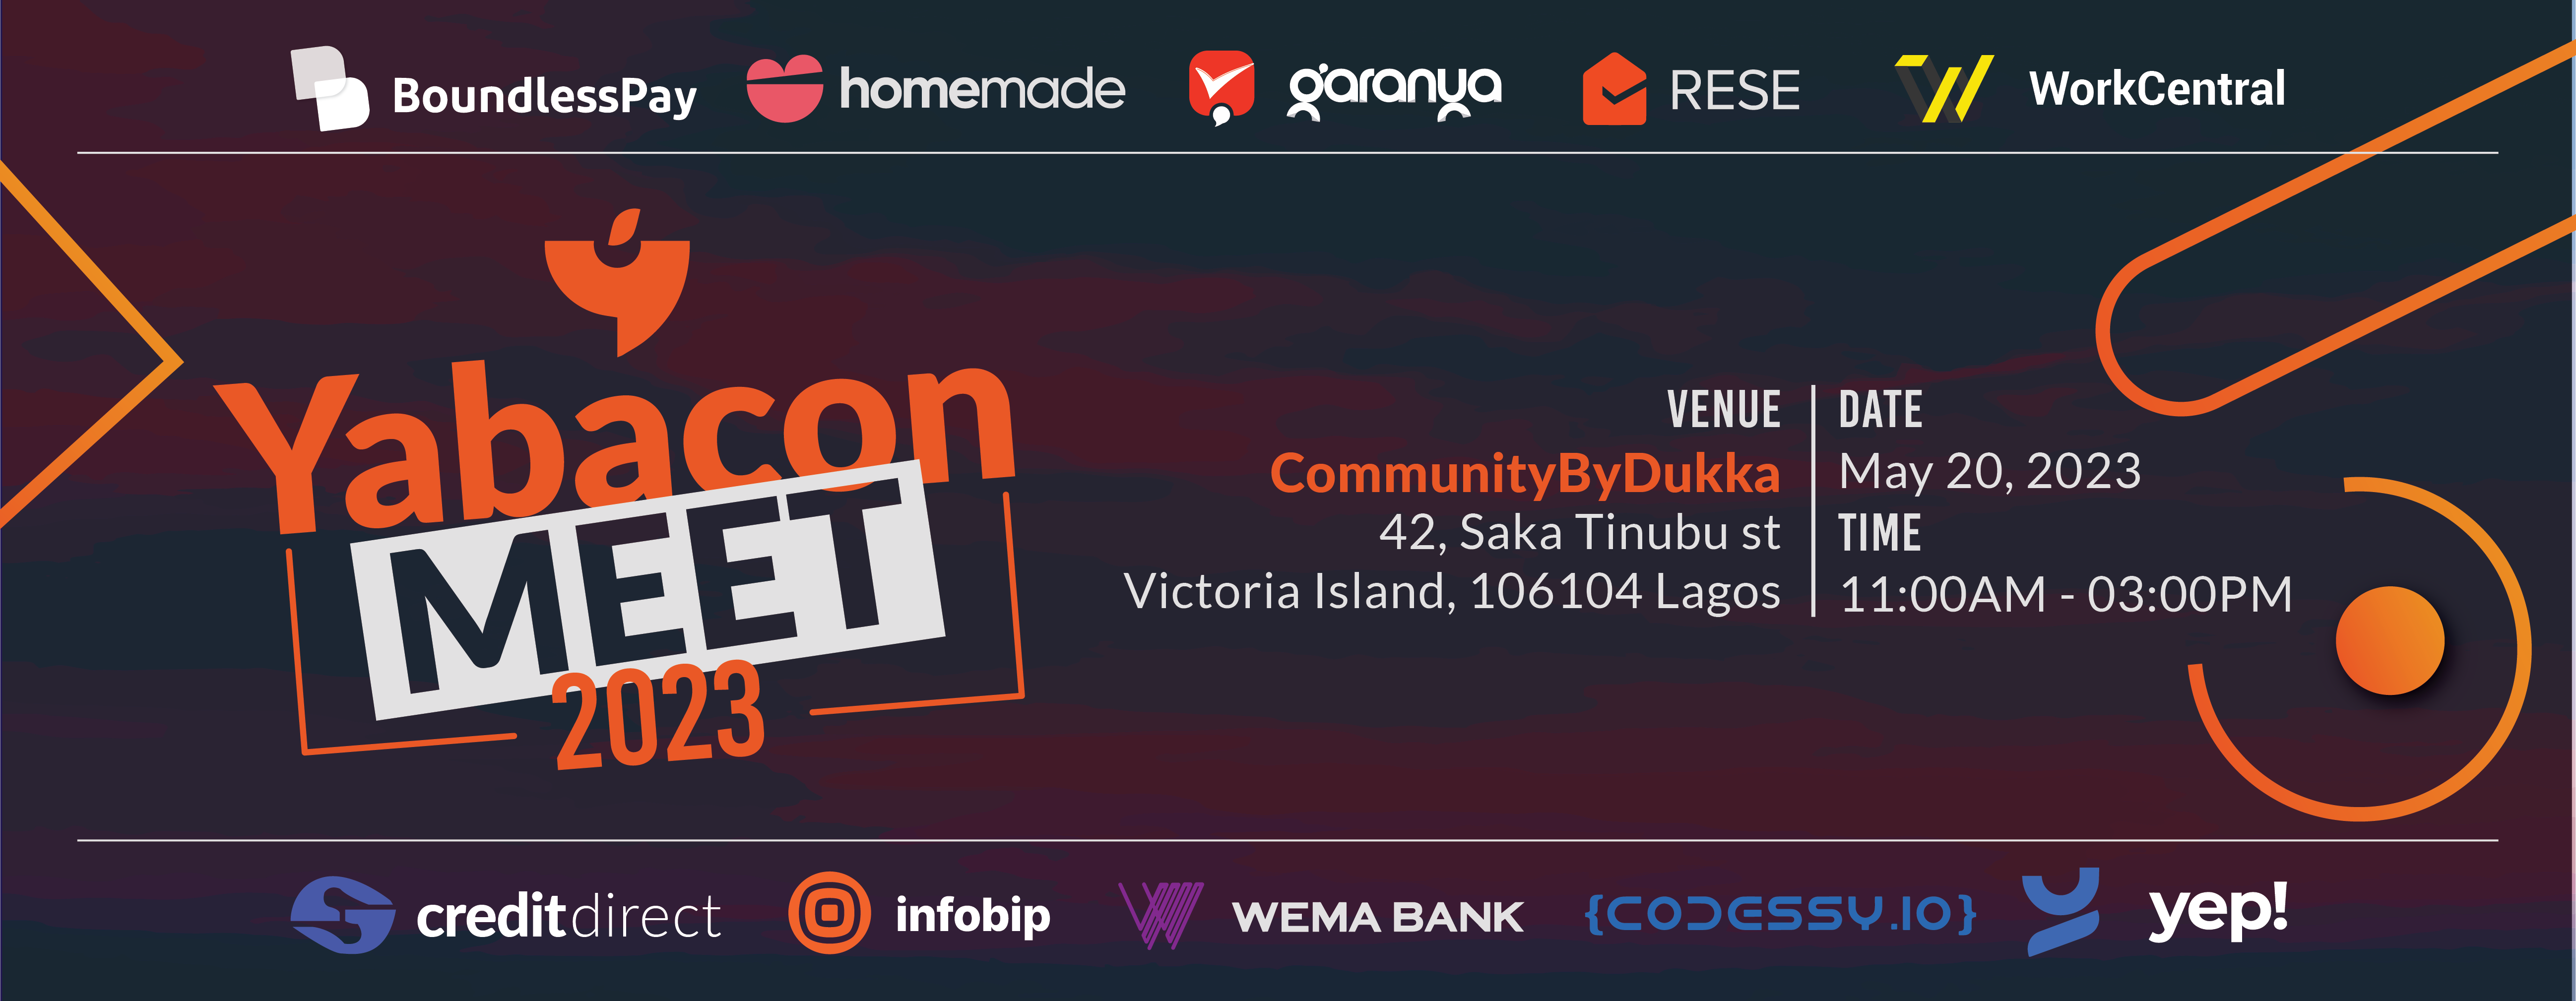 BoundlessPay
homemade
garanya
RESE
WorkCentral
Yabacon
MEET
2023
VENUE
CommunityByDukka
42, Saka Tinubu st
Victoria Island, 106104 Lagos
DATE
May 20, 2023
TIME
11:00AM - 03:00PM
creditdirect
infobip
WEMA BANK
{CODESSY.IO}
yep!